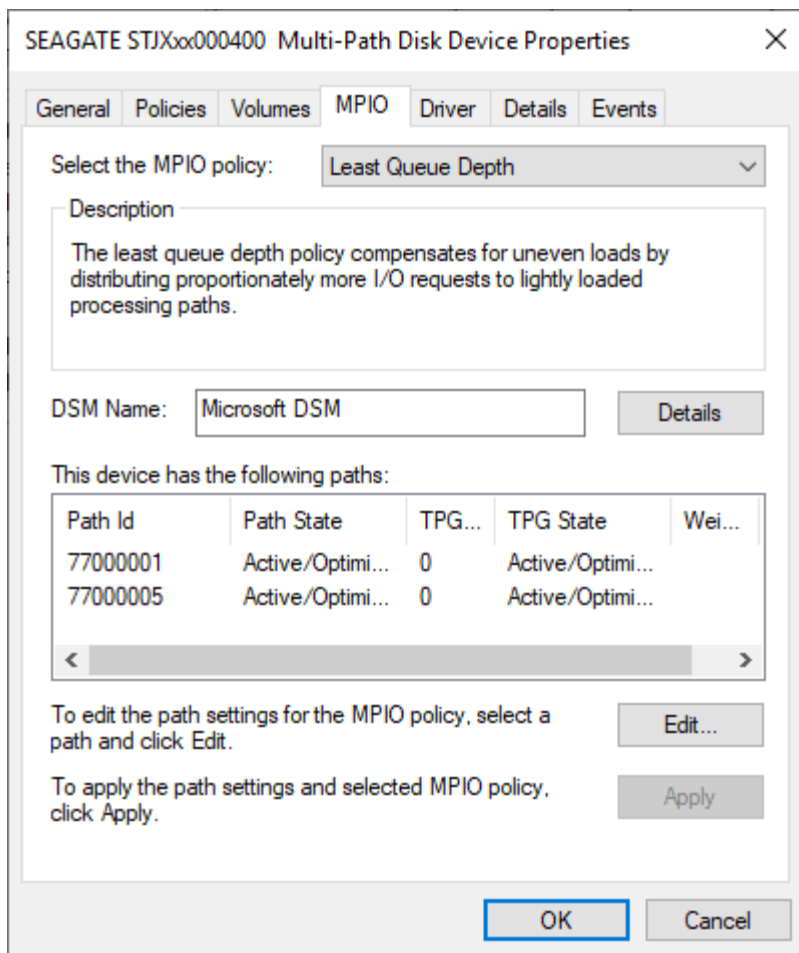 SEAGATE STJXxx000400 Multi-Path Disk Device Properties
General Policies Volumes MPIO Driver Details Events
Select the MPIO policy: Least Queue Depth
Description
The least queue depth policy compensates for uneven loads by
distributing proportionately more I/O requests to lightly loaded
processing paths.
DSM Name: Microsoft DSM Details
This device has the following paths:
Path Id Path State TPG... TPG State Wei...
77000001 Active/Optimi... 0 Active/Optimi...
77000005 Active/Optimi... 0 Active/Optimi...
To edit the path settings for the MPIO policy, select a
path and click Edit.
Edit...
To apply the path settings and selected MPIO policy,
click Apply.
Apply
OK Cancel